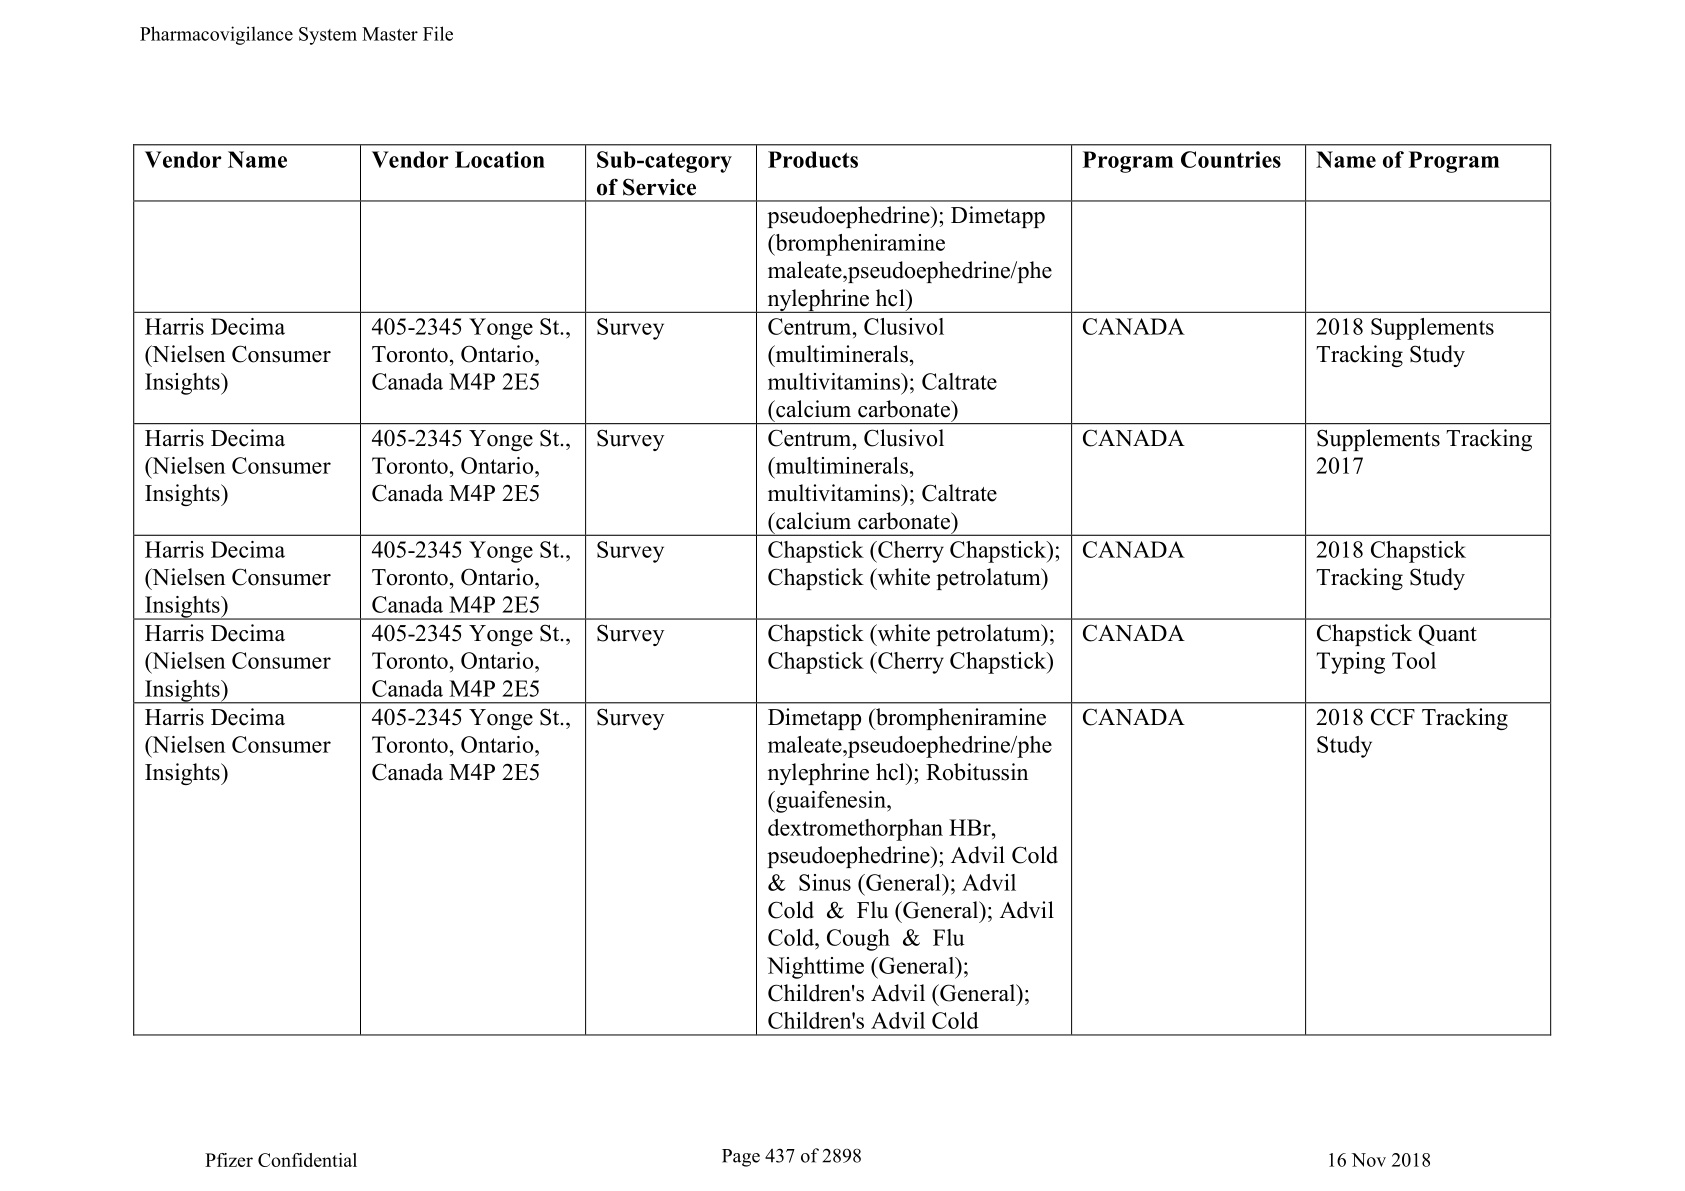 Pharmacovigilance System Master File
Vendor Name
Vendor Location
Sub-category
of Service
Products
Program Countries
Name of Program
pseudoephedrine); Dimetapp
(brompheniramine
maleate,pseudoephedrine/phe
nylephrine hcl)
Harris Decima
(Nielsen Consumer
Insights)
405-2345 Yonge St.,
Toronto, Ontario,
Canada M4P 2E5
Survey
Centrum, Clusivol
(multiminerals,
multivitamins); Caltrate
(calcium carbonate)
CANADA
2018 Supplements
Tracking Study
Harris Decima
(Nielsen Consumer
Insights)
405-2345 Yonge St.,
Toronto, Ontario,
Canada M4P 2E5
Survey
Centrum, Clusivol
(multiminerals,
multivitamins); Caltrate
(calcium carbonate)
CANADA
Supplements Tracking
2017
Harris Decima
(Nielsen Consumer
Insights)
405-2345 Yonge St.,
Toronto, Ontario,
Canada M4P 2E5
Survey
Chapstick (Cherry Chapstick);
Chapstick (white petrolatum)
CANADA
2018 Chapstick
Tracking Study
Harris Decima
(Nielsen Consumer
Insights)
405-2345 Yonge St.,
Toronto, Ontario,
Canada M4P 2E5
Survey
Chapstick (white petrolatum);
Chapstick (Cherry Chapstick)
CANADA
Chapstick Quant
Typing Tool
Harris Decima
(Nielsen Consumer
Insights)
405-2345 Yonge St.,
Toronto, Ontario,
Canada M4P 2E5
Survey
Dimetapp (brompheniramine
maleate,pseudoephedrine/phe
nylephrine hcl); Robitussin
(guaifenesin,
dextromethorphan HBr,
pseudoephedrine); Advil Cold
& Sinus (General); Advil
Cold & Flu (General); Advil
Cold, Cough & Flu
Nighttime (General);
Children's Advil (General);
Children's Advil Cold
CANADA
2018 CCF Tracking
Study
Pfizer Confidential
Page 437 of 2898
16 Nov 2018